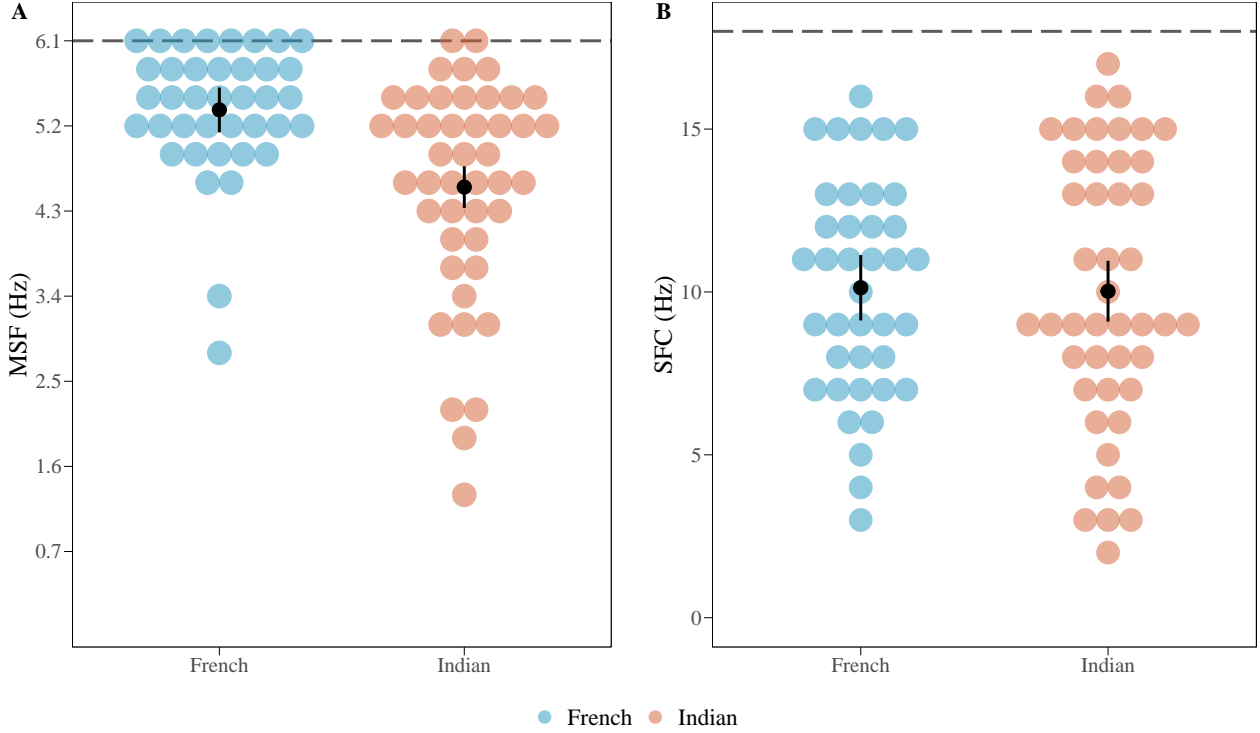 A
MSF (Hz)
6.1
5.2
4.3
3.4
2.5
1.6
0.7
French Indian
B
SFC (Hz)
15
10
5
0
French Indian
French Indian